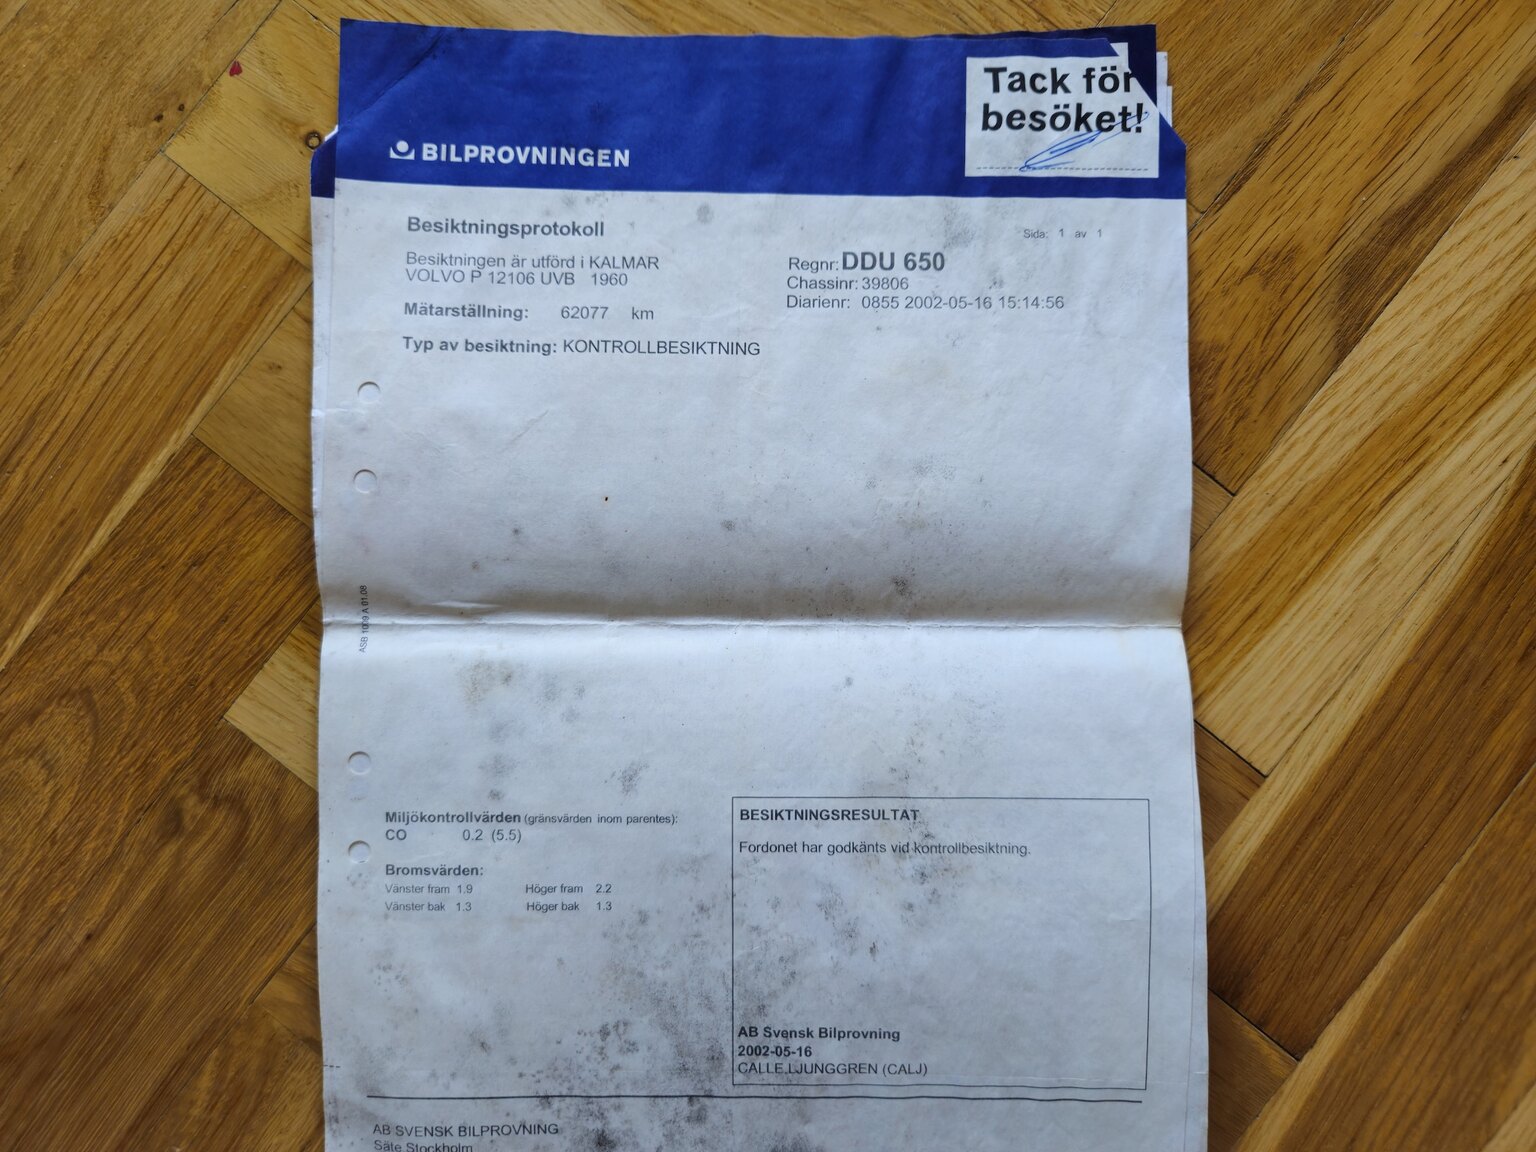 Tack för
besöket!
BILPROVNINGEN
Besiktningsprotokoll
Sida: 1 av 1
Besiktningen är utförd i KALMAR
VOLVO P 12106 UVB 1960
Regnr: DDU 650
Chassinr: 39806
Diarienr: 0855 2002-05-16 15:14:56
Mätarställning: 62077 km
Typ av besiktning: KONTROLLBESIKTNING
ASB A 01.08
Miljökontrollvärden (gränsvärden inom parentes):
CO 0.2 (5.5)
Bromsvärden:
Vänster fram 1.9 Höger fram 2.2
Vänster bak 1.3 Höger bak 1.3
BESIKTNINGSRESULTAT
Fordonet har godkänts vid kontrollbesiktning.
AB Svensk Bilprovning
2002-05-16
CALLE LJUNGGREN (CALJ)
AB SVENSK BILPROVNING
Säte Stockholm